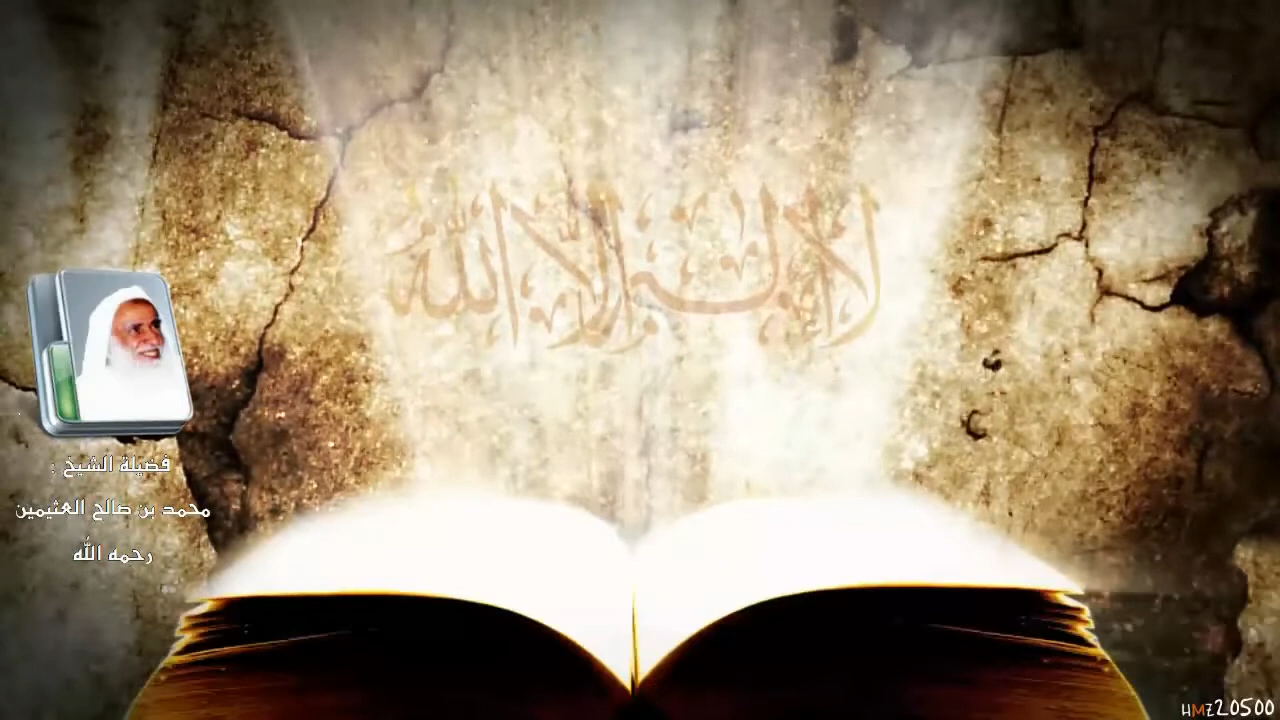 لا إله إلا الله
فضيلة الشيخ :
محمد بن صالح العثيمين
رحمه الله
HMZ20500